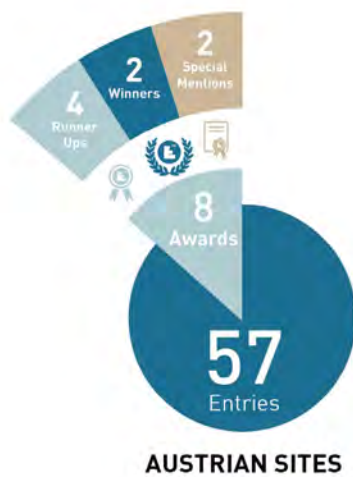 2
Special
Mentions
2
Winners
4
Runner
Ups
8
Awards
57
Entries
AUSTRIAN SITES